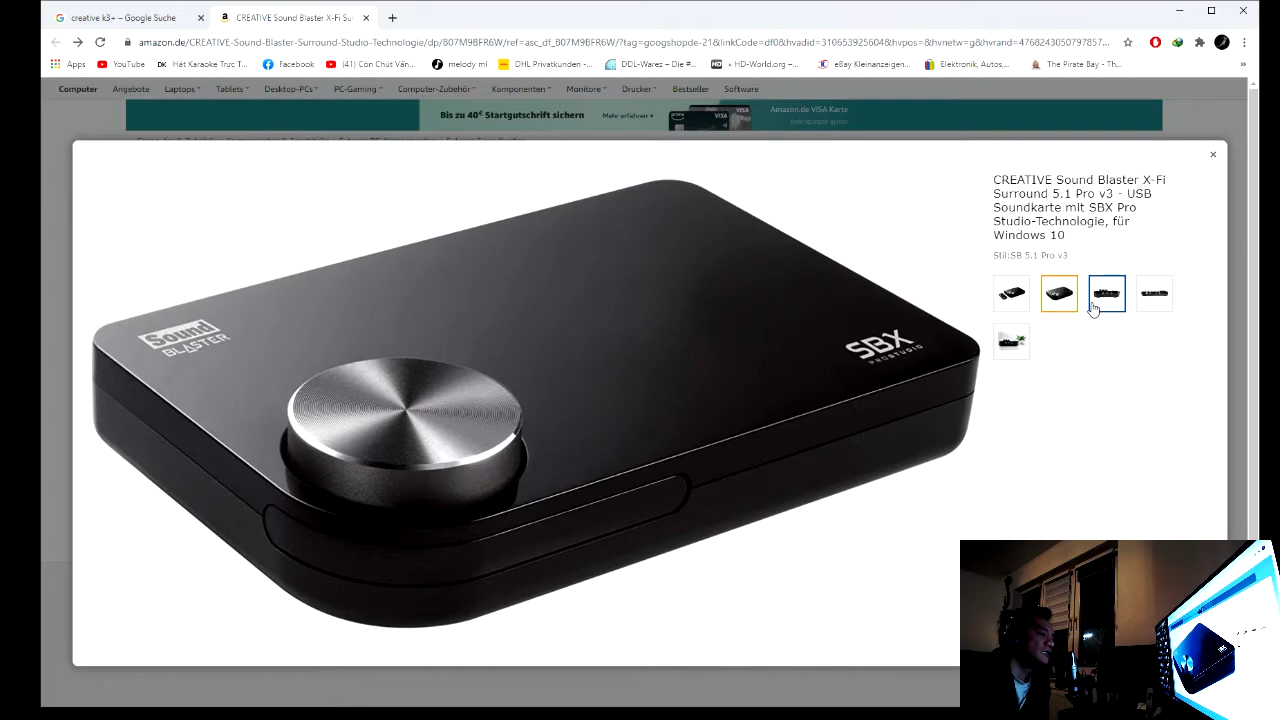 creative k3+ – Google Suche
CREATIVE Sound Blaster X-Fi Su
amazon.de/CREATIVE-Sound-Blaster-Surround-Studio-Technologie/dp/B07M9BFR6W/ref=asc_df_B07M9BFR6W/?tag=googshopde-21&linkCode=df0&hvadid=310653925604&hvpos=&hvnetw=g&hvrand=4768243050797857...
Apps
YouTube
Hát Karaoke Trực T...
Facebook
(41) Còn Chút Vấn...
melody ml
DHL Privatkunden -...
DDL-Warez – Die #...
» HD-World.org – »...
eBay Kleinanzeigen...
Elektronik, Autos,...
The Pirate Bay - Th...
Computer
Angebote
Laptops
Tablets
Desktop-PCs
PC-Gaming
Computer-Zubehör
Komponenten
Monitore
Drucker
Bestseller
Software
Bis zu 40€ Startgutschrift sichern
Mehr erfahren
Amazon.de VISA Karte
Bedingungen gelten
CREATIVE Sound Blaster X-Fi
Surround 5.1 Pro v3 - USB
Soundkarte mit SBX Pro
Studio-Technologie, für
Windows 10
Stil:SB 5.1 Pro v3
Sound
BLASTER
SBX
PROSTUDIO